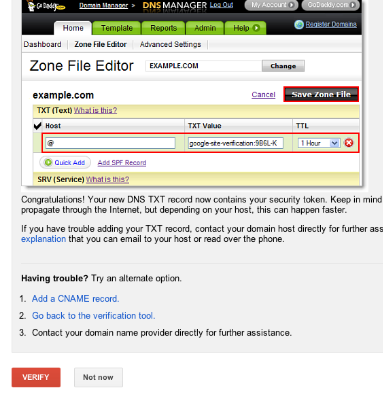 Go Daddy Domain Manager > DNS MANAGER Log Out My Account GoDaddy.com
Home Template Reports Admin Help Register Domains
Dashboard Zone File Editor Advanced Settings
Zone File Editor EXAMPLE.COM Change
example.com Cancel Save Zone File
TXT (Text) What is this?
Host TXT Value TTL
@ google-site-verification:9B5L-K 1 Hour
Quick Add Add SPF Record
SRV (Service) What is this?
Congratulations! Your new DNS TXT record now contains your security token. Keep in mind
propagate through the Internet, but depending on your host, this can happen faster.
If you have trouble adding your TXT record, contact your domain host directly for further ass
explanation that you can email to your host or read over the phone.
Having trouble? Try an alternate option.
1. Add a CNAME record.
2. Go back to the verification tool.
3. Contact your domain name provider directly for further assistance.
VERIFY Not now